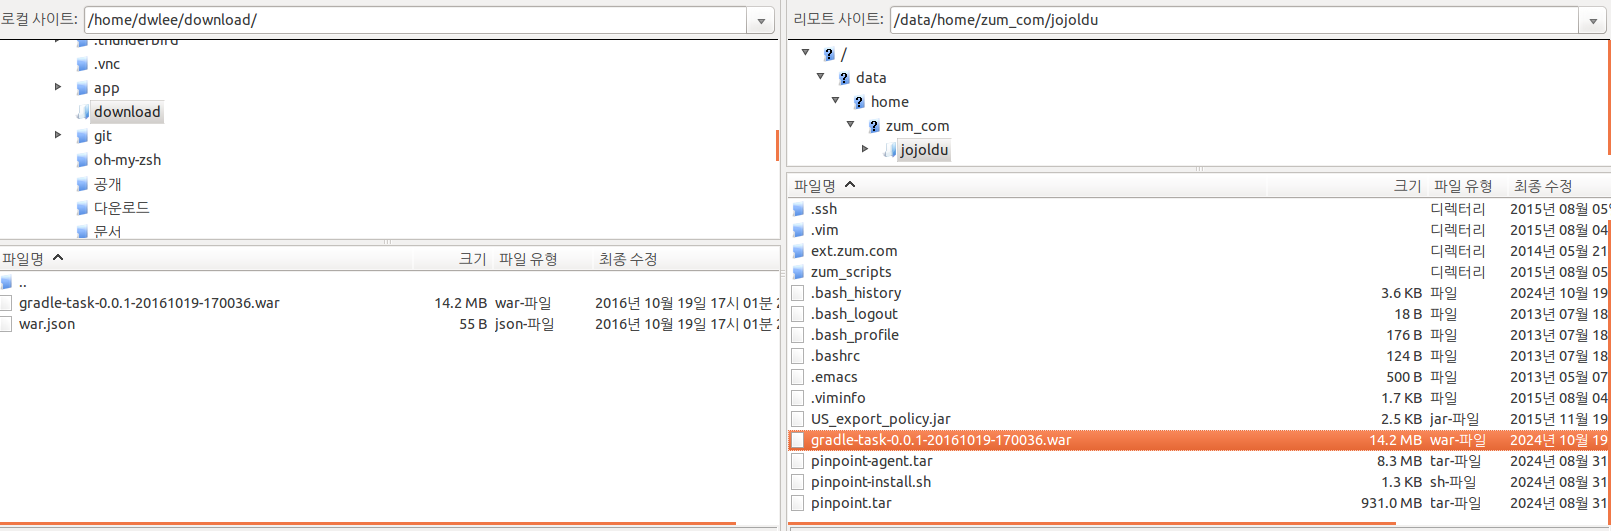 로컬 사이트: /home/dwlee/download/
.thunderbird
.vnc
app
download
git
oh-my-zsh
공개
다운로드
문서
파일명 크기 파일 유형 최종 수정
..
gradle-task-0.0.1-20161019-170036.war 14.2 MB war-파일 2016년 10월 19일 17시 01분 2
war.json 55 B json-파일 2016년 10월 19일 17시 01분 2
리모트 사이트: /data/home/zum_com/jojoldu
/
data
home
zum_com
jojoldu
파일명 크기 파일 유형 최종 수정
.ssh 디렉터리 2015년 08월 05일
.vim 디렉터리 2015년 08월 04
ext.zum.com 디렉터리 2014년 05월 21
zum_scripts 디렉터리 2015년 08월 05
.bash_history 3.6 KB 파일 2024년 10월 19
.bash_logout 18 B 파일 2013년 07월 18
.bash_profile 176 B 파일 2013년 07월 18
.bashrc 124 B 파일 2013년 07월 18
.emacs 500 B 파일 2013년 05월 07
.viminfo 1.7 KB 파일 2015년 08월 04
US_export_policy.jar 2.5 KB jar-파일 2015년 11월 19
gradle-task-0.0.1-20161019-170036.war 14.2 MB war-파일 2024년 10월 19
pinpoint-agent.tar 8.3 MB tar-파일 2024년 08월 31
pinpoint-install.sh 1.3 KB sh-파일 2024년 08월 31
pinpoint.tar 931.0 MB tar-파일 2024년 08월 31